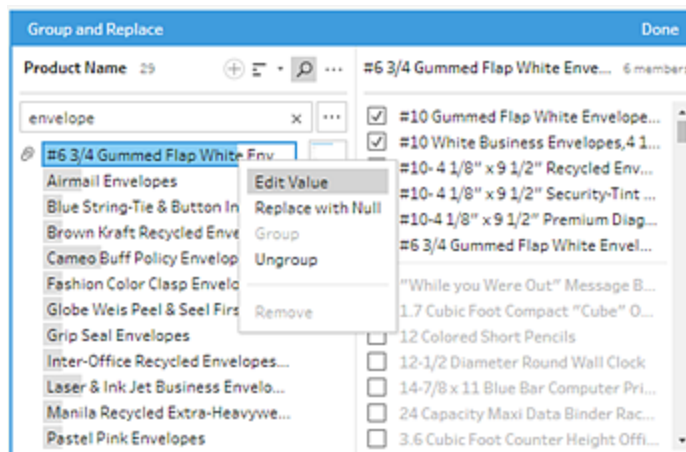 Group and Replace Done
Product Name 29
envelope
#6 3/4 Gummed Flap White Env
Airmail Envelopes
Blue String-Tie & Button In
Brown Kraft Recycled Enve
Cameo Buff Policy Envelop
Fashion Color Clasp Envelo
Globe Weis Peel & Seel Firs
Grip Seal Envelopes
Inter-Office Recycled Envelopes...
Laser & Ink Jet Business Envelo...
Manila Recycled Extra-Heavywe...
Pastel Pink Envelopes
Edit Value
Replace with Null
Group
Ungroup
Remove
#6 3/4 Gummed Flap White Enve... 6 members
#10 Gummed Flap White Envelope...
#10 White Business Envelopes,4 1...
#10- 4 1/8" x 9 1/2" Recycled Env...
#10- 4 1/8" x 9 1/2" Security-Tint ...
#10-4 1/8" x 9 1/2" Premium Diag...
#6 3/4 Gummed Flap White Envel...
"While you Were Out" Message B...
1.7 Cubic Foot Compact "Cube" O...
12 Colored Short Pencils
12-1/2 Diameter Round Wall Clock
14-7/8 x 11 Blue Bar Computer Pri...
24 Capacity Maxi Data Binder Rac...
3.6 Cubic Foot Counter Height Offi...